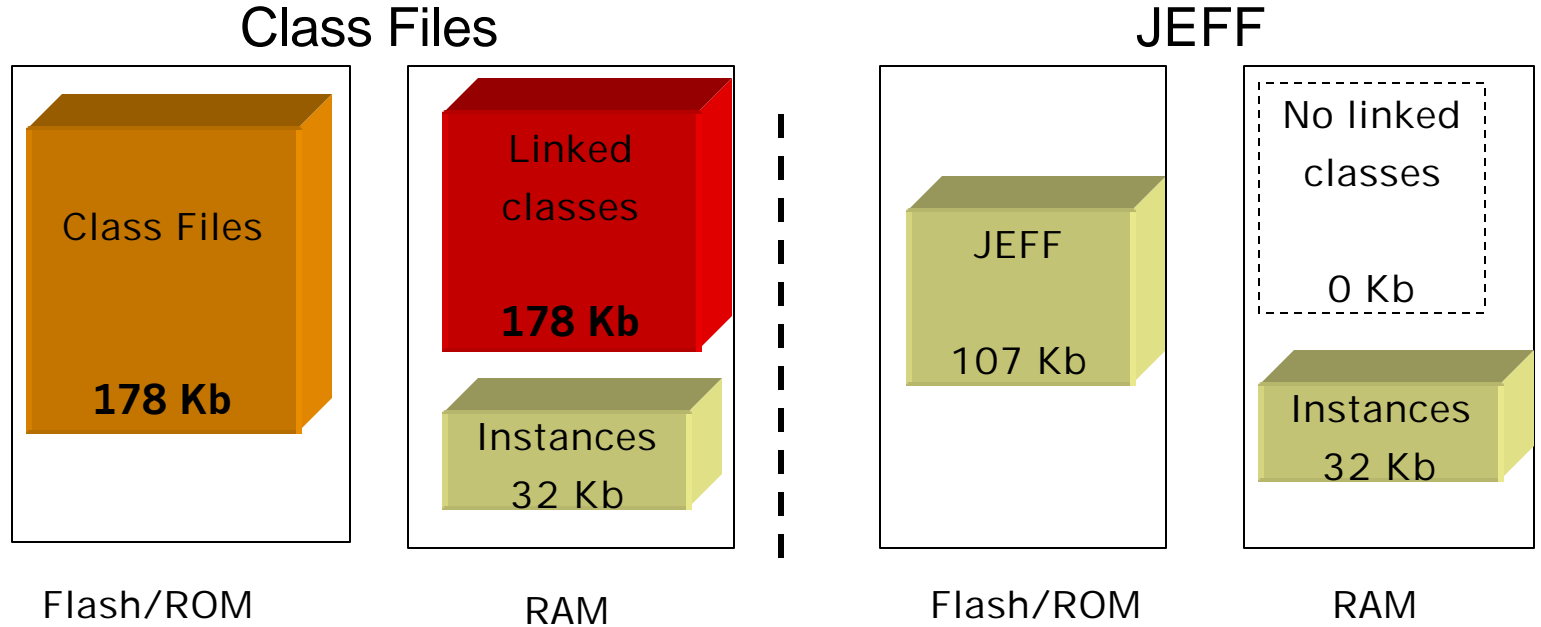 Class Files
JEFF
Class Files
178 Kb
Linked
classes
178 Kb
Instances
32 Kb
JEFF
107 Kb
No linked
classes
0 Kb
Instances
32 Kb
Flash/ROM
RAM
Flash/ROM
RAM